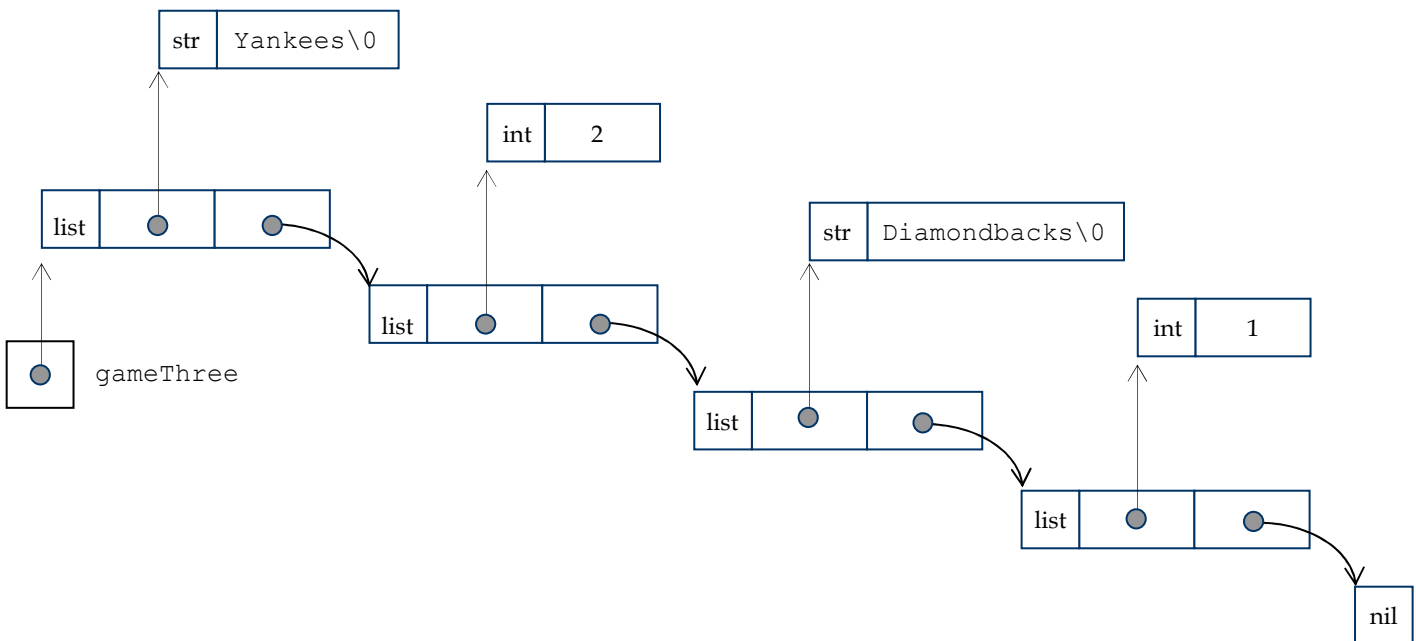 str Yankees\0
int 2
list
str Diamondbacks\0
list
int 1
gameThree
list
list
nil